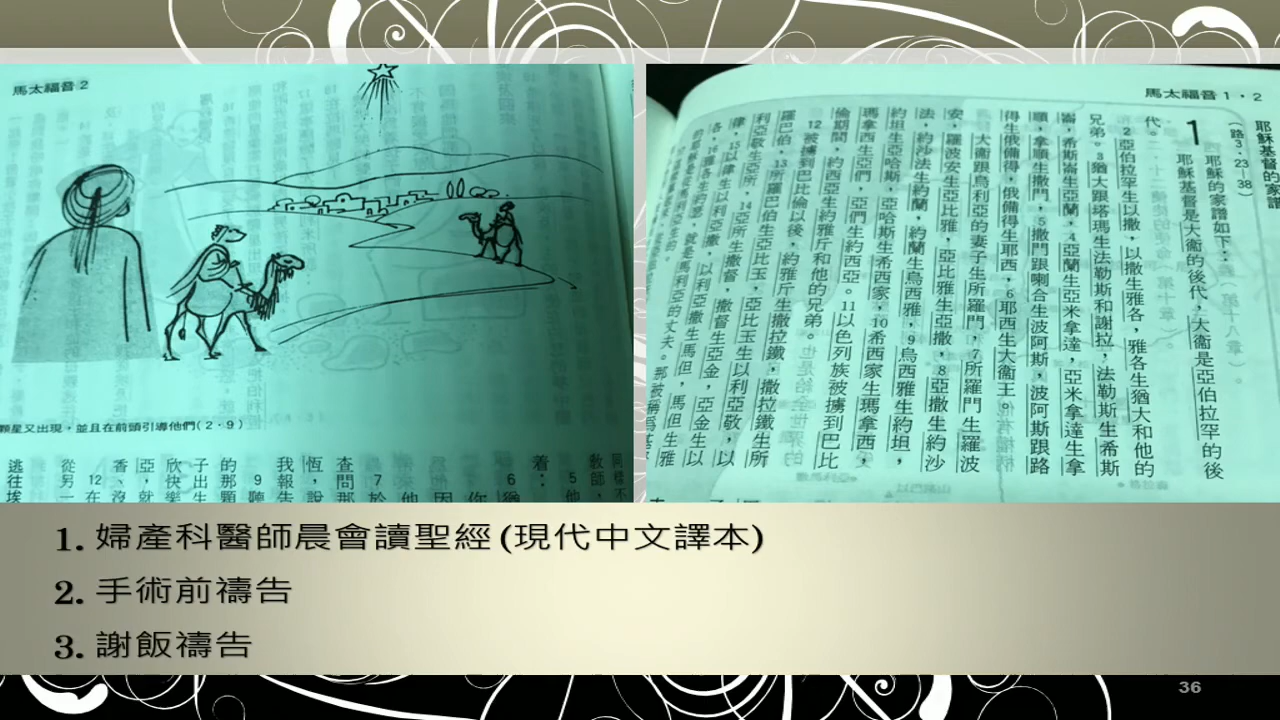 馬太福音 2
顆星又出現，並且在前頭引導他們(2·9)
馬太福音 1，2
耶穌基督的家譜
(路3·23—38)
1 耶穌的家譜如下：
耶穌基督是大衞的後代，大衞是亞伯拉罕的後
代。
2亞伯拉罕生以撒，以撒生雅各，雅各生猶大和他的
兄弟。3猶大跟塔瑪生法勒斯和謝拉，法勒斯生希斯
崙，希斯崙生亞蘭，4亞蘭生亞米拿達，亞米拿達生拿
順，拿順生撒門，5撒門跟喇合生波阿斯，波阿斯跟路
得生俄備得，俄備得生耶西，6耶西生大衞王。
大衞跟烏利亞的妻子生所羅門，7所羅門生羅波
安，羅波安生亞比雅，亞比雅生亞撒，8亞撒生約沙
法，約沙法生約蘭，約蘭生烏西雅，9烏西雅生約坦，
約坦生亞哈斯，亞哈斯生希西家，10希西家生瑪拿西，
瑪拿西生亞們，亞們生約西亞。11以色列族被擄到巴比
倫期間，約西亞生約雅斤和他的兄弟。
12被擄到巴比倫以後，約雅斤生撒拉鐵，撒拉鐵生所
羅巴伯，13所羅巴伯生亞比玉，亞比玉生以利亞敬，以
利亞敬生亞所，14亞所生撒督，撒督生亞金，亞金生以
律，15以律生以利亞撒，以利亞撒生馬但，馬但生雅
1. 婦產科醫師晨會讀聖經(現代中文譯本)
2. 手術前禱告
3. 謝飯禱告
36